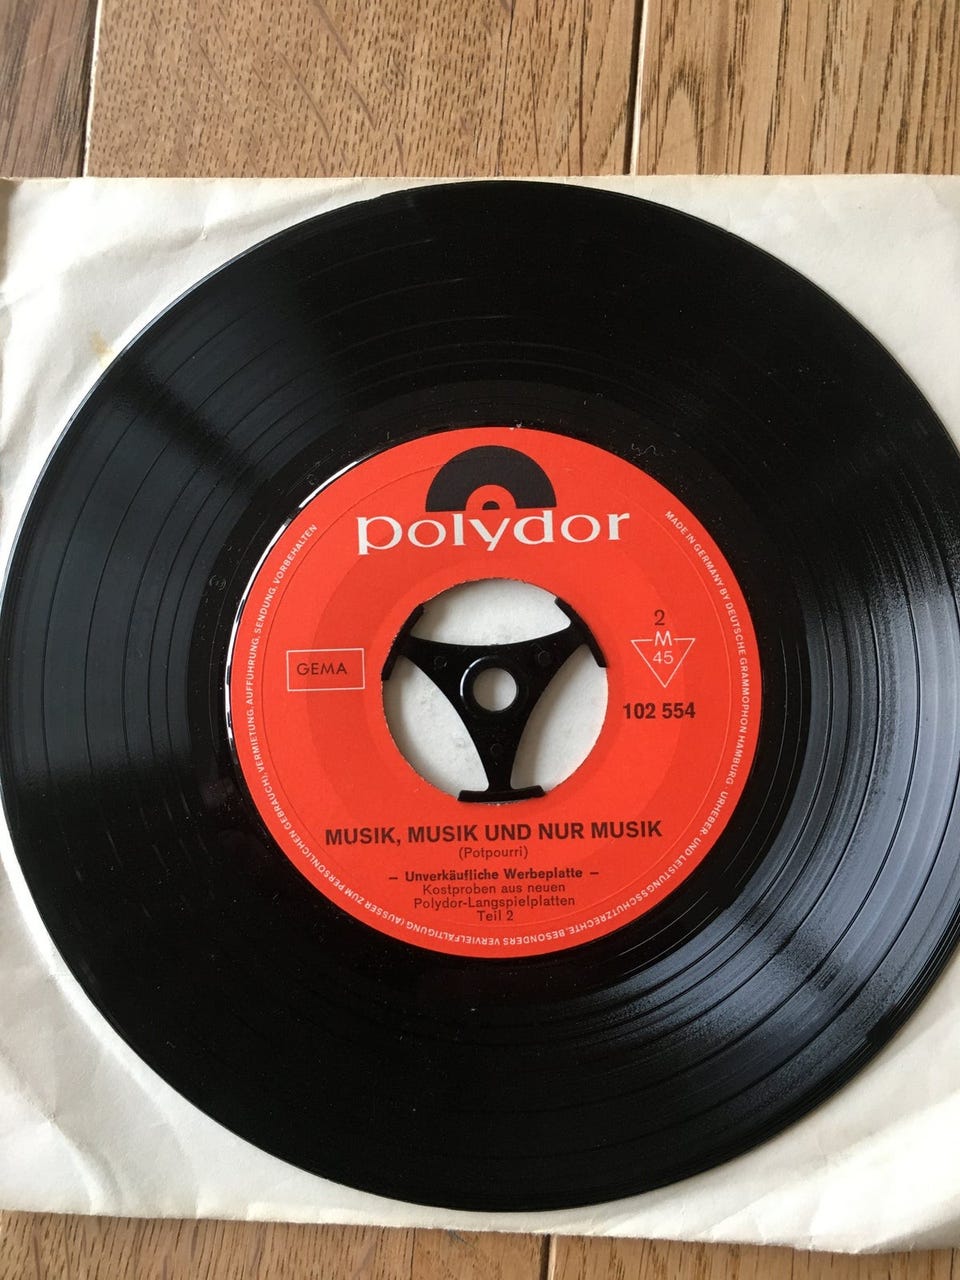 polydor
MADE IN GERMANY BY DEUTSCHE GRAMMOPHON HAMBURG · URHEBER- UND LEISTUNGSSCHUTZRECHTE, BESONDERS VERVIELFÄLTIGUNG (AUSSER ZUM PERSÖNLICHEN GEBRAUCH), VERMIETUNG, AUFFÜHRUNG, SENDUNG, VORBEHALTEN
GEMA
2
M
45
102 554
MUSIK, MUSIK UND NUR MUSIK
(Potpourri)
– Unverkäufliche Werbeplatte –
Kostproben aus neuen
Polydor-Langspielplatten
Teil 2